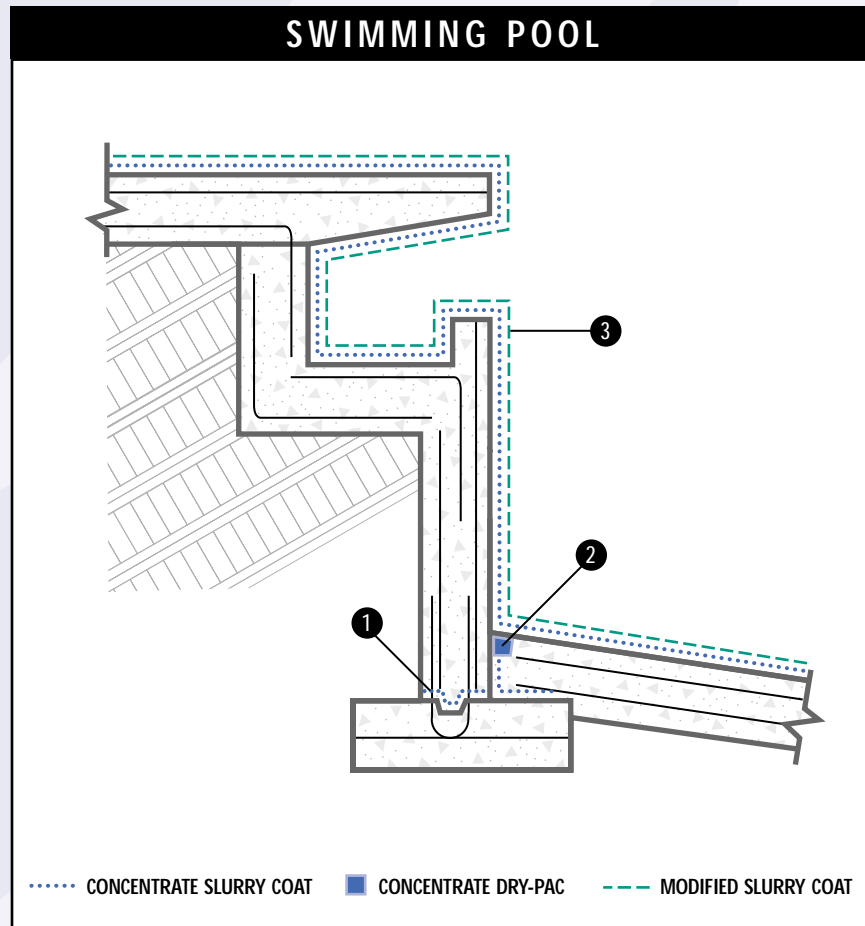 SWIMMING POOL
3
2
1
CONCENTRATE SLURRY COAT CONCENTRATE DRY-PAC MODIFIED SLURRY COAT